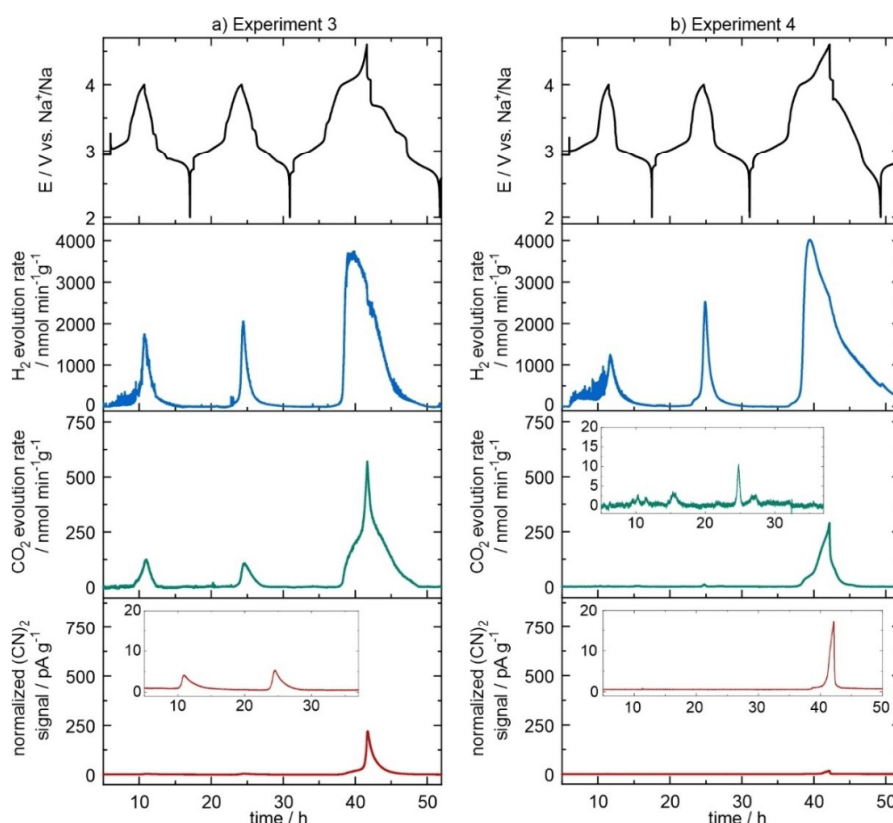 a) Experiment 3
b) Experiment 4
E / V vs. Na⁺/Na
4
3
2
E / V vs. Na⁺/Na
4
3
2
H₂ evolution rate
/ nmol min⁻¹g⁻¹
4000
3000
2000
1000
0
H₂ evolution rate
/ nmol min⁻¹g⁻¹
4000
3000
2000
1000
0
CO₂ evolution rate
/ nmol min⁻¹g⁻¹
750
500
250
0
CO₂ evolution rate
/ nmol min⁻¹g⁻¹
750
500
250
0
20
15
10
5
0
10 20 30
normalized (CN)₂
signal / pA g⁻¹
750
500
250
0
20
10
0
10 20 30
normalized (CN)₂
signal / pA g⁻¹
750
500
250
0
20
10
0
10 20 30 40 50
10 20 30 40 50
time / h
10 20 30 40 50
time / h